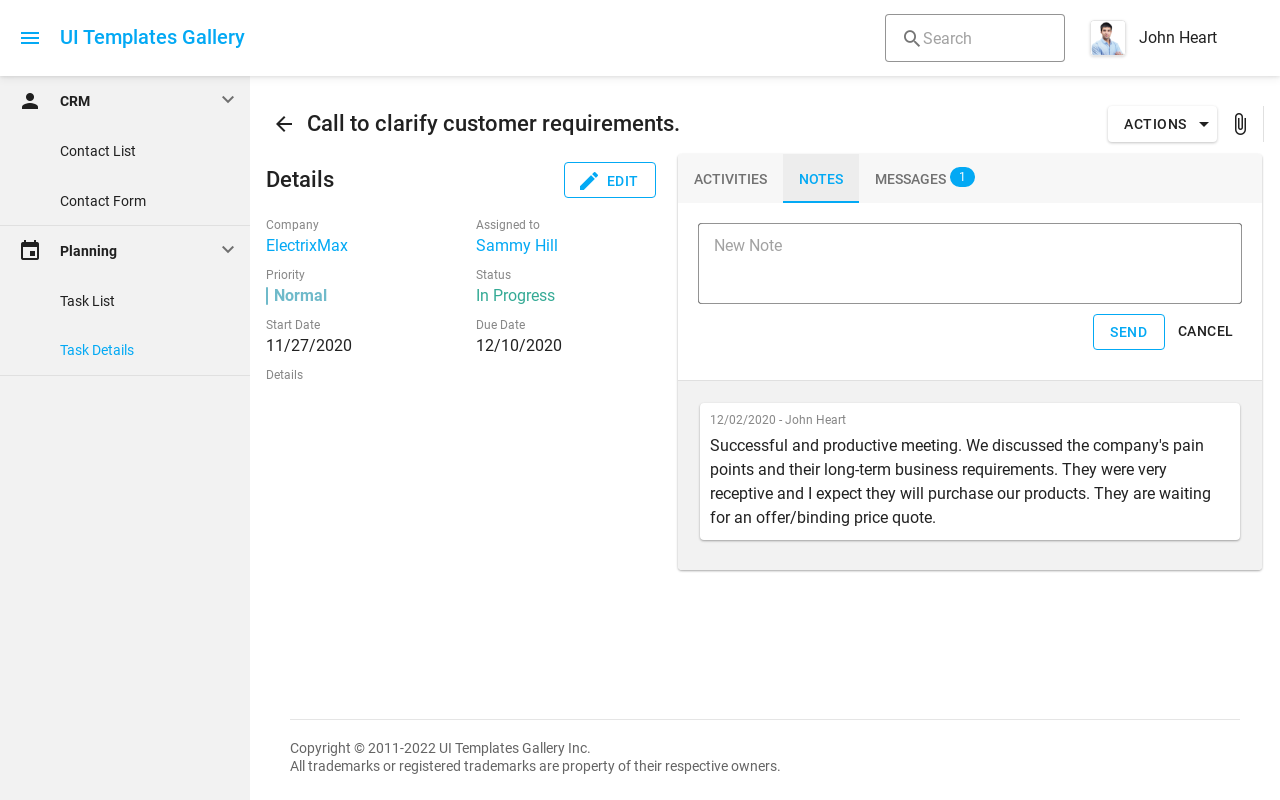 UI Templates Gallery
Search
John Heart
CRM
Contact List
Contact Form
Planning
Task List
Task Details
Call to clarify customer requirements.
ACTIONS
Details
EDIT
Company
Assigned to
ElectrixMax
Sammy Hill
Priority
Status
Normal
In Progress
Start Date
Due Date
11/27/2020
12/10/2020
Details
ACTIVITIES
NOTES
MESSAGES 1
New Note
SEND
CANCEL
12/02/2020 - John Heart
Successful and productive meeting. We discussed the company's pain
points and their long-term business requirements. They were very
receptive and I expect they will purchase our products. They are waiting
for an offer/binding price quote.
Copyright © 2011-2022 UI Templates Gallery Inc.
All trademarks or registered trademarks are property of their respective owners.